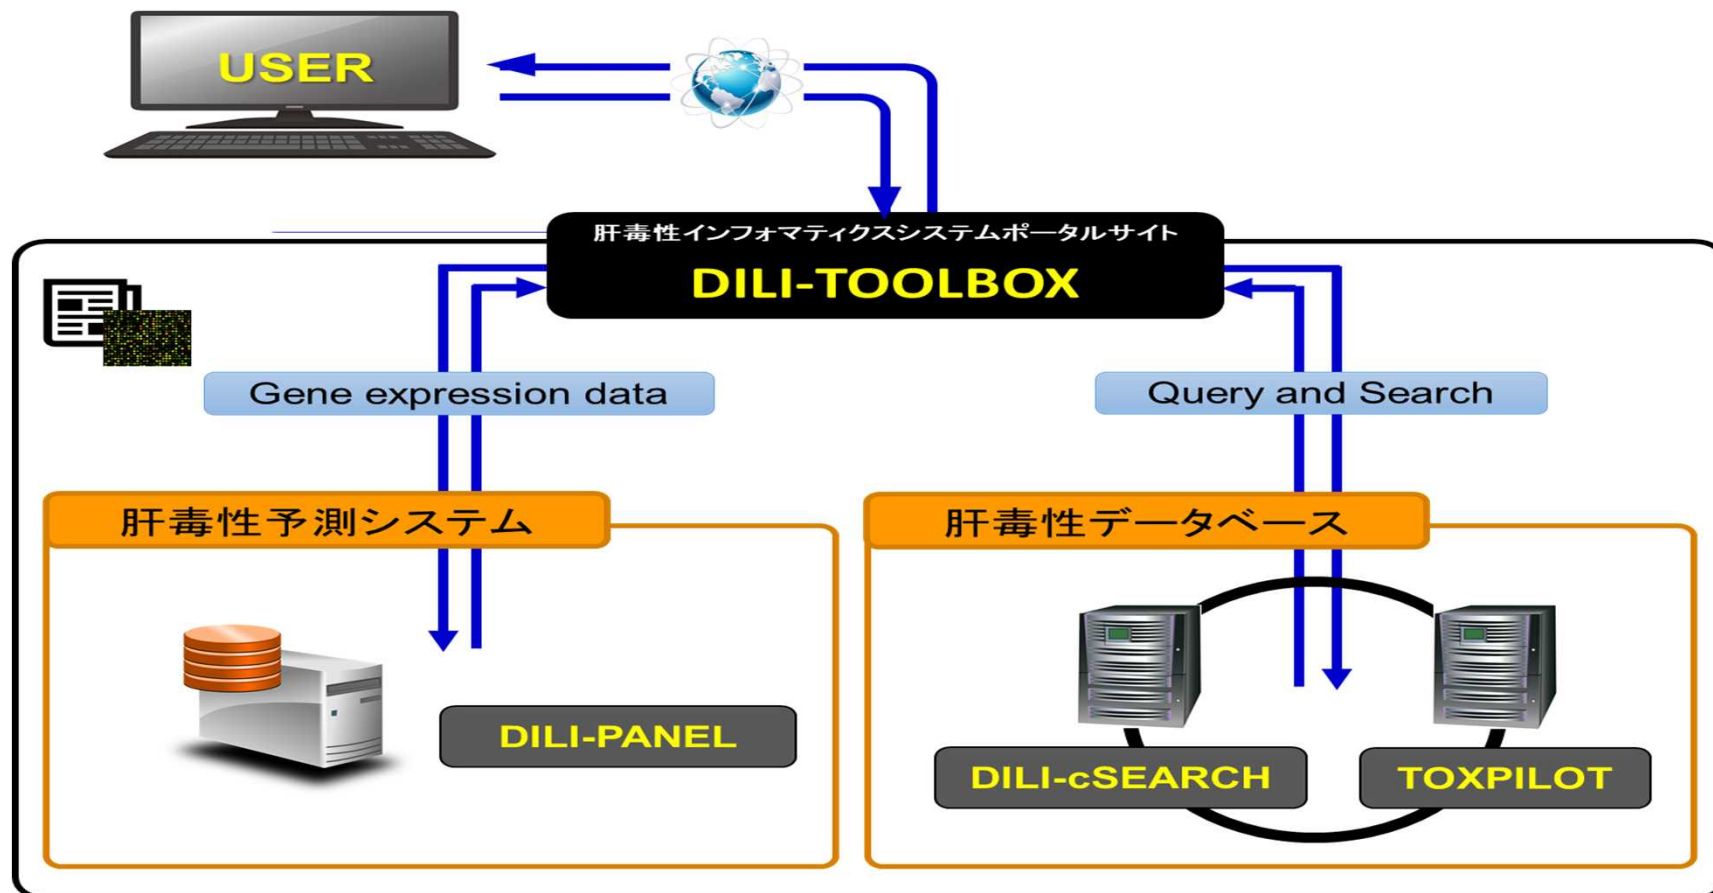 USER
肝毒性インフォマティクスシステムポータルサイト
DILI-TOOLBOX
Gene expression data
Query and Search
肝毒性予測システム
肝毒性データベース
DILI-PANEL
DILI-cSEARCH
TOXPILOT